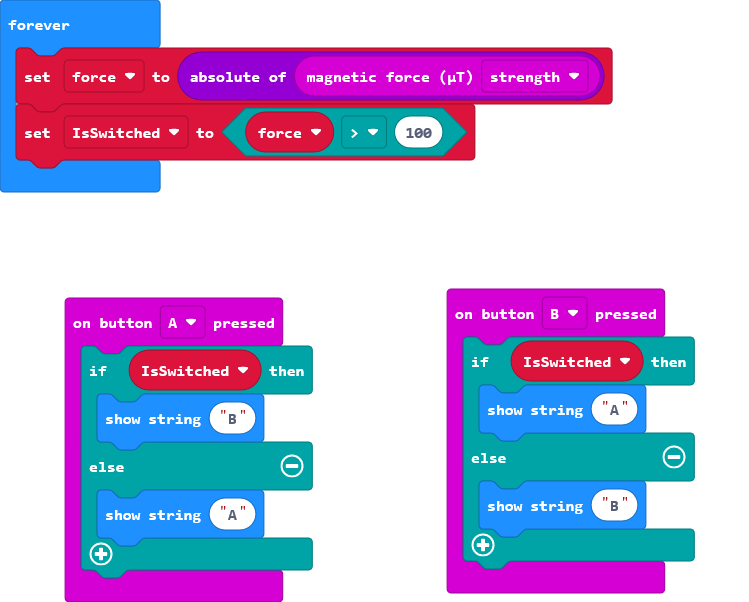 forever
set force to absolute of magnetic force (µT) strength
set IsSwitched to force > 100
on button A pressed
if IsSwitched then
show string "B"
else
show string "A"
on button B pressed
if IsSwitched then
show string "A"
else
show string "B"